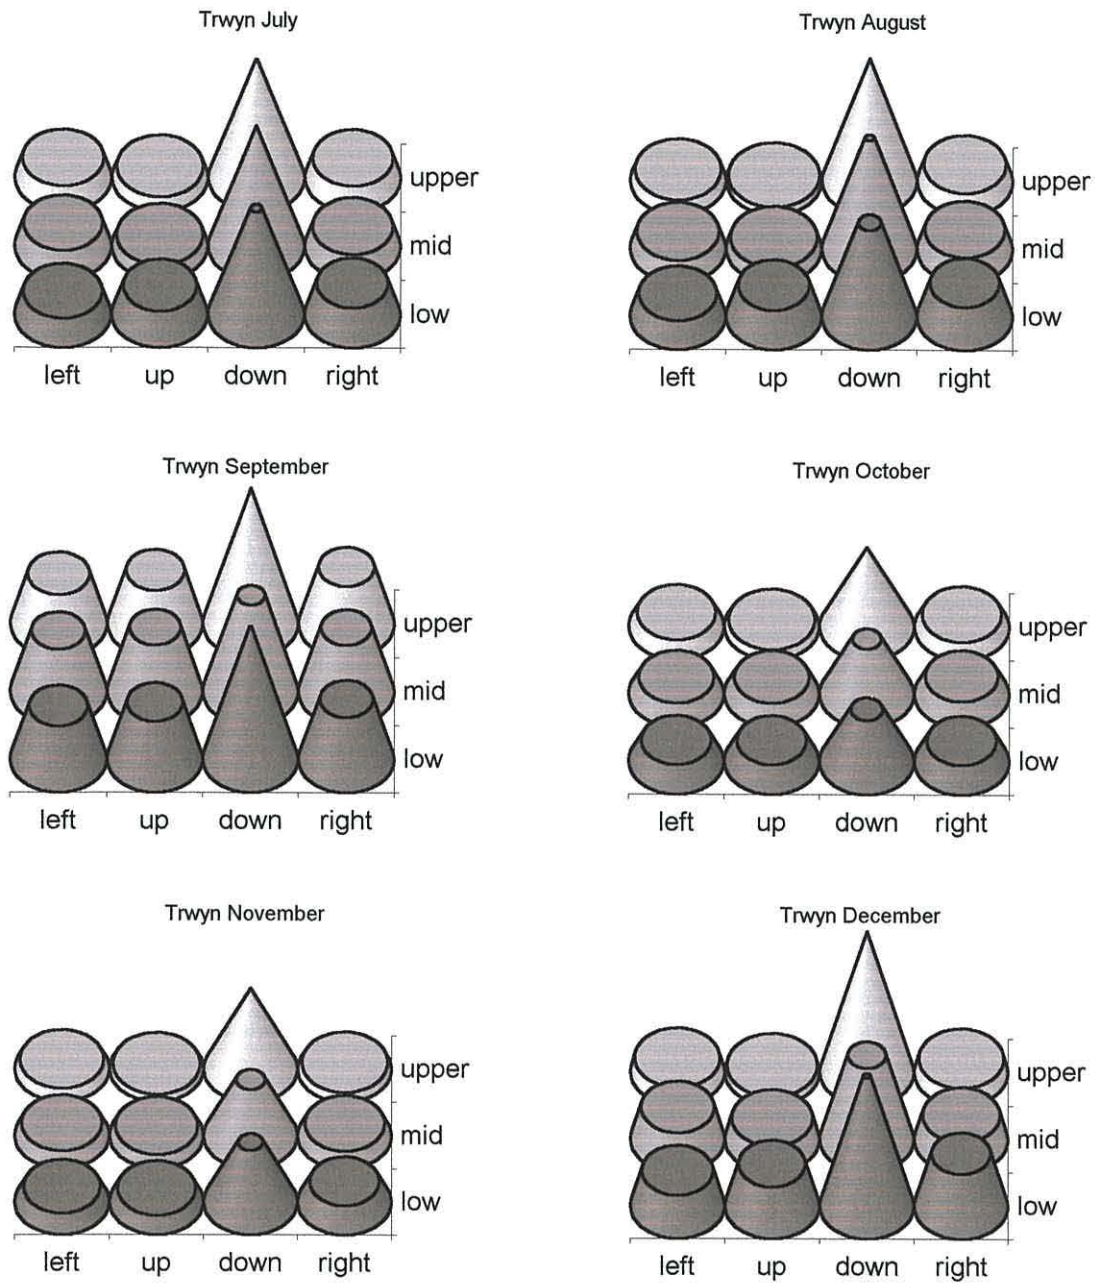 Trwyn July
upper
mid
low
left up down right
Trwyn August
upper
mid
low
left up down right
Trwyn September
upper
mid
low
left up down right
Trwyn October
upper
mid
low
left up down right
Trwyn November
upper
mid
low
left up down right
Trwyn December
upper
mid
low
left up down right